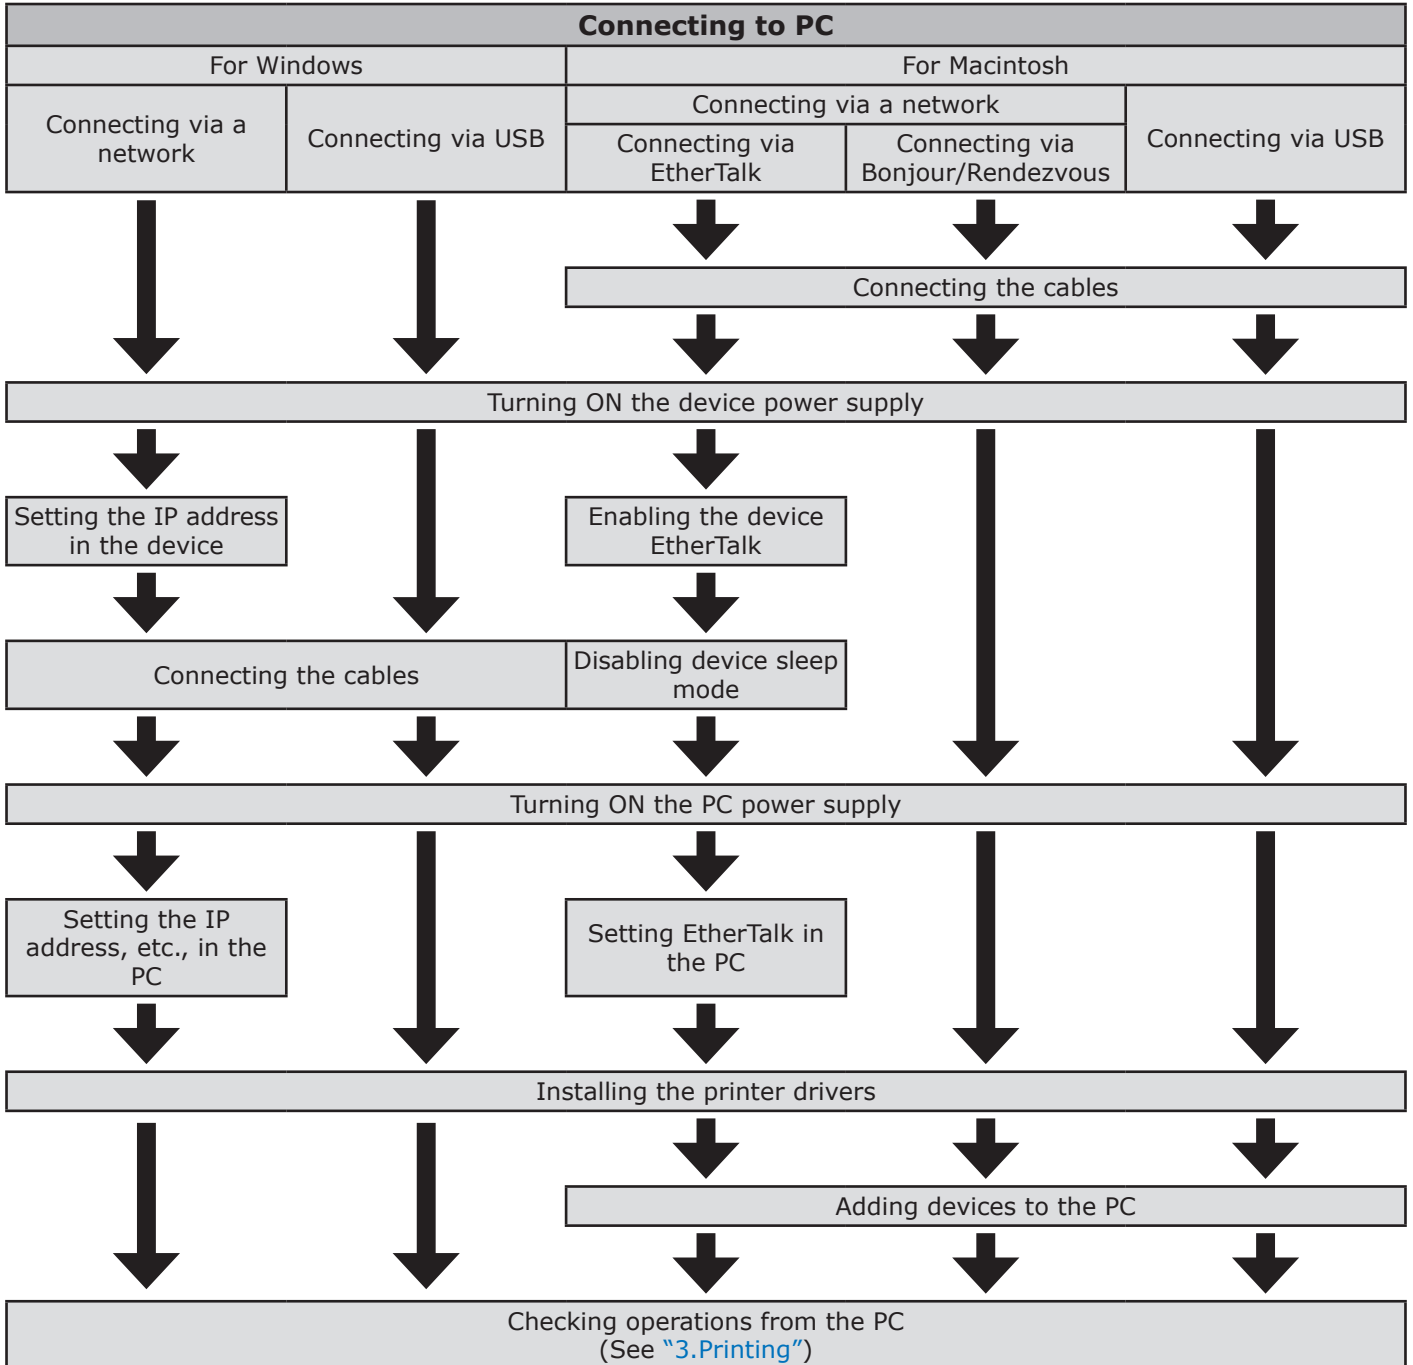 Connecting to PC
For Windows
For Macintosh
Connecting via a
network
Connecting via USB
Connecting via a network
Connecting via
EtherTalk
Connecting via
Bonjour/Rendezvous
Connecting via USB
Connecting the cables
Turning ON the device power supply
Setting the IP address
in the device
Enabling the device
EtherTalk
Connecting the cables
Disabling device sleep
mode
Turning ON the PC power supply
Setting the IP
address, etc., in the
PC
Setting EtherTalk in
the PC
Installing the printer drivers
Adding devices to the PC
Checking operations from the PC
(See “3.Printing”)